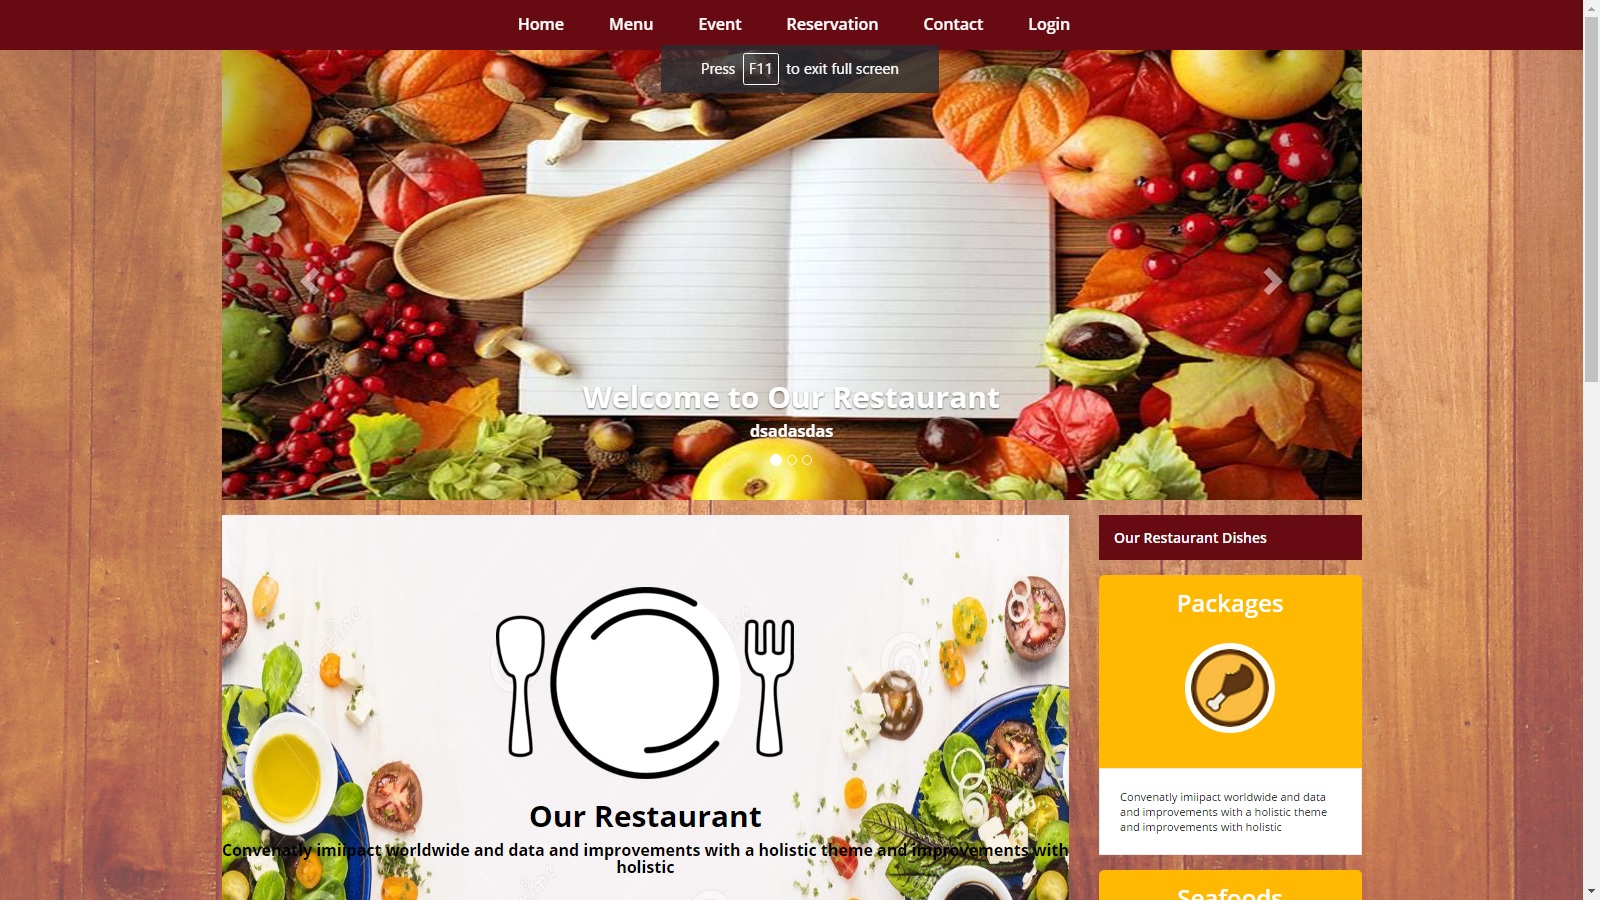 Home Menu Event Reservation Contact Login
Press F11 to exit full screen
Welcome to Our Restaurant
dsadasdas
Our Restaurant Dishes
Packages
Convenatly imiipact worldwide and data
and improvements with a holistic theme
and improvements with holistic
Our Restaurant
Convenatly imiipact worldwide and data and improvements with a holistic theme and improvements with
holistic
Seafoods